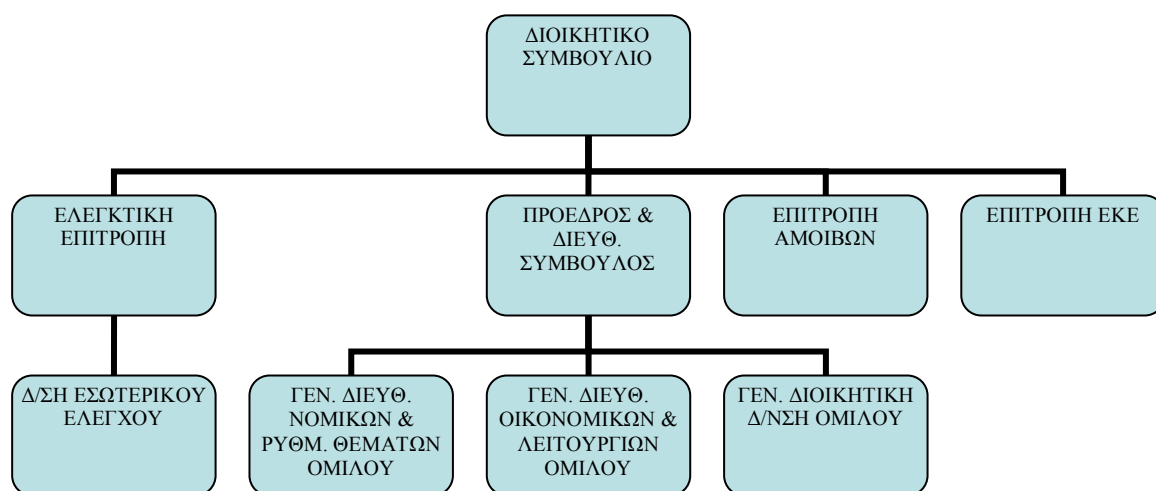 ΔΙΟΙΚΗΤΙΚΟ
ΣΥΜΒΟΥΛΙΟ
ΕΛΕΓΚΤΙΚΗ
ΕΠΙΤΡΟΠΗ
ΠΡΟΕΔΡΟΣ &
ΔΙΕΥΘ.
ΣΥΜΒΟΥΛΟΣ
ΕΠΙΤΡΟΠΗ
ΑΜΟΙΒΩΝ
ΕΠΙΤΡΟΠΗ ΕΚΕ
Δ/ΣΗ ΕΣΩΤΕΡΙΚΟΥ
ΕΛΕΓΧΟΥ
ΓΕΝ. ΔΙΕΥΘ.
ΝΟΜΙΚΩΝ &
ΡΥΘΜ. ΘΕΜΑΤΩΝ
ΟΜΙΛΟΥ
ΓΕΝ. ΔΙΕΥΘ.
ΟΙΚΟΝΟΜΙΚΩΝ &
ΛΕΙΤΟΥΡΓΙΩΝ
ΟΜΙΛΟΥ
ΓΕΝ. ΔΙΟΙΚΗΤΙΚΗ
Δ/ΝΣΗ ΟΜΙΛΟΥ